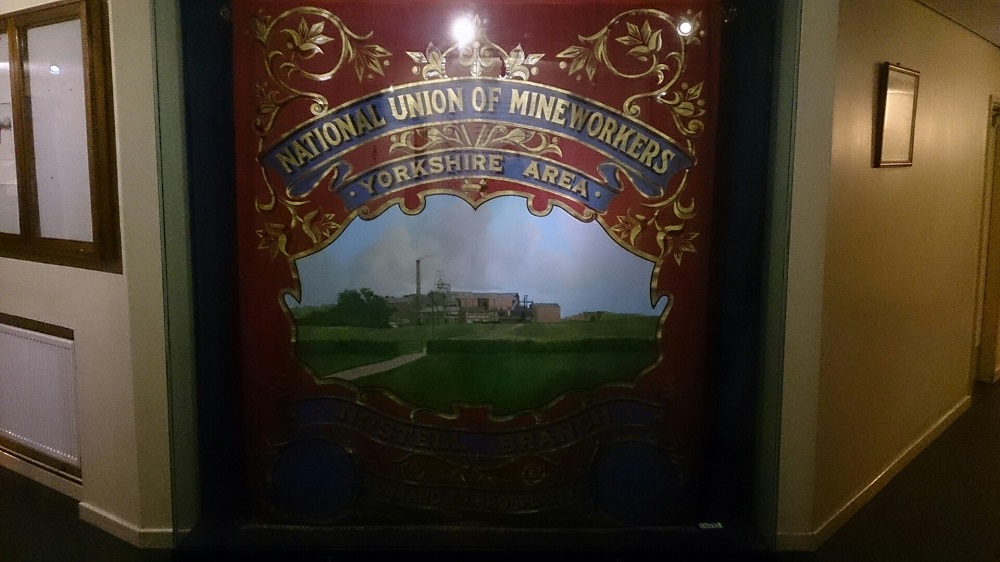 NATIONAL UNION OF MINEWORKERS
YORKSHIRE AREA
NOSTELL BRANCH